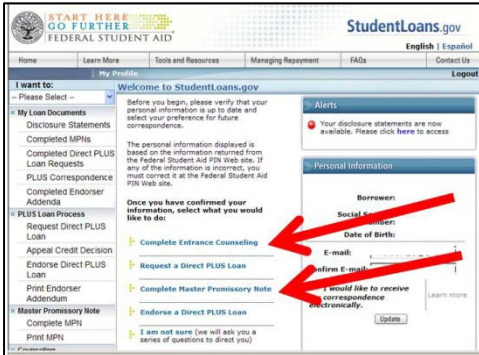 START HERE
GO FURTHER
FEDERAL STUDENT AID
StudentLoans.gov
English | Español
Home
Learn More
Tools and Resources
Managing Repayment
FAQs
Contact Us
My Profile
Logout
I want to:
-- Please Select --
My Loan Documents
Disclosure Statements
Completed MPNs
Completed Direct PLUS
Loan Requests
PLUS Correspondence
Completed Endorser
Addenda
PLUS Loan Process
Request Direct PLUS
Loan
Appeal Credit Decision
Endorse Direct PLUS
Loan
Print Endorser
Addendum
Master Promissory Note
Complete MPN
Print MPN
Counseling
Welcome to StudentLoans.gov
Before you begin, please verify that your
personal information is up to date and
select your preference for future
correspondence.
The personal information displayed is
based on the information returned from
the Federal Student Aid PIN Web site. If
any of the information is incorrect, you
must correct it at the Federal Student Aid
PIN Web site.
Once you have confirmed your
information, select what you would
like to do:
Complete Entrance Counseling
Request a Direct PLUS Loan
Complete Master Promissory Note
Endorse a Direct PLUS Loan
I am not sure (we will ask you a
series of questions to direct you)
Alerts
Your disclosure statements are now
available. Please click here to access
Personal Information
Borrower:
Social
Number:
Date of Birth:
E-mail:
Confirm E-mail:
I would like to receive
correspondence
electronically.
Learn more
Update